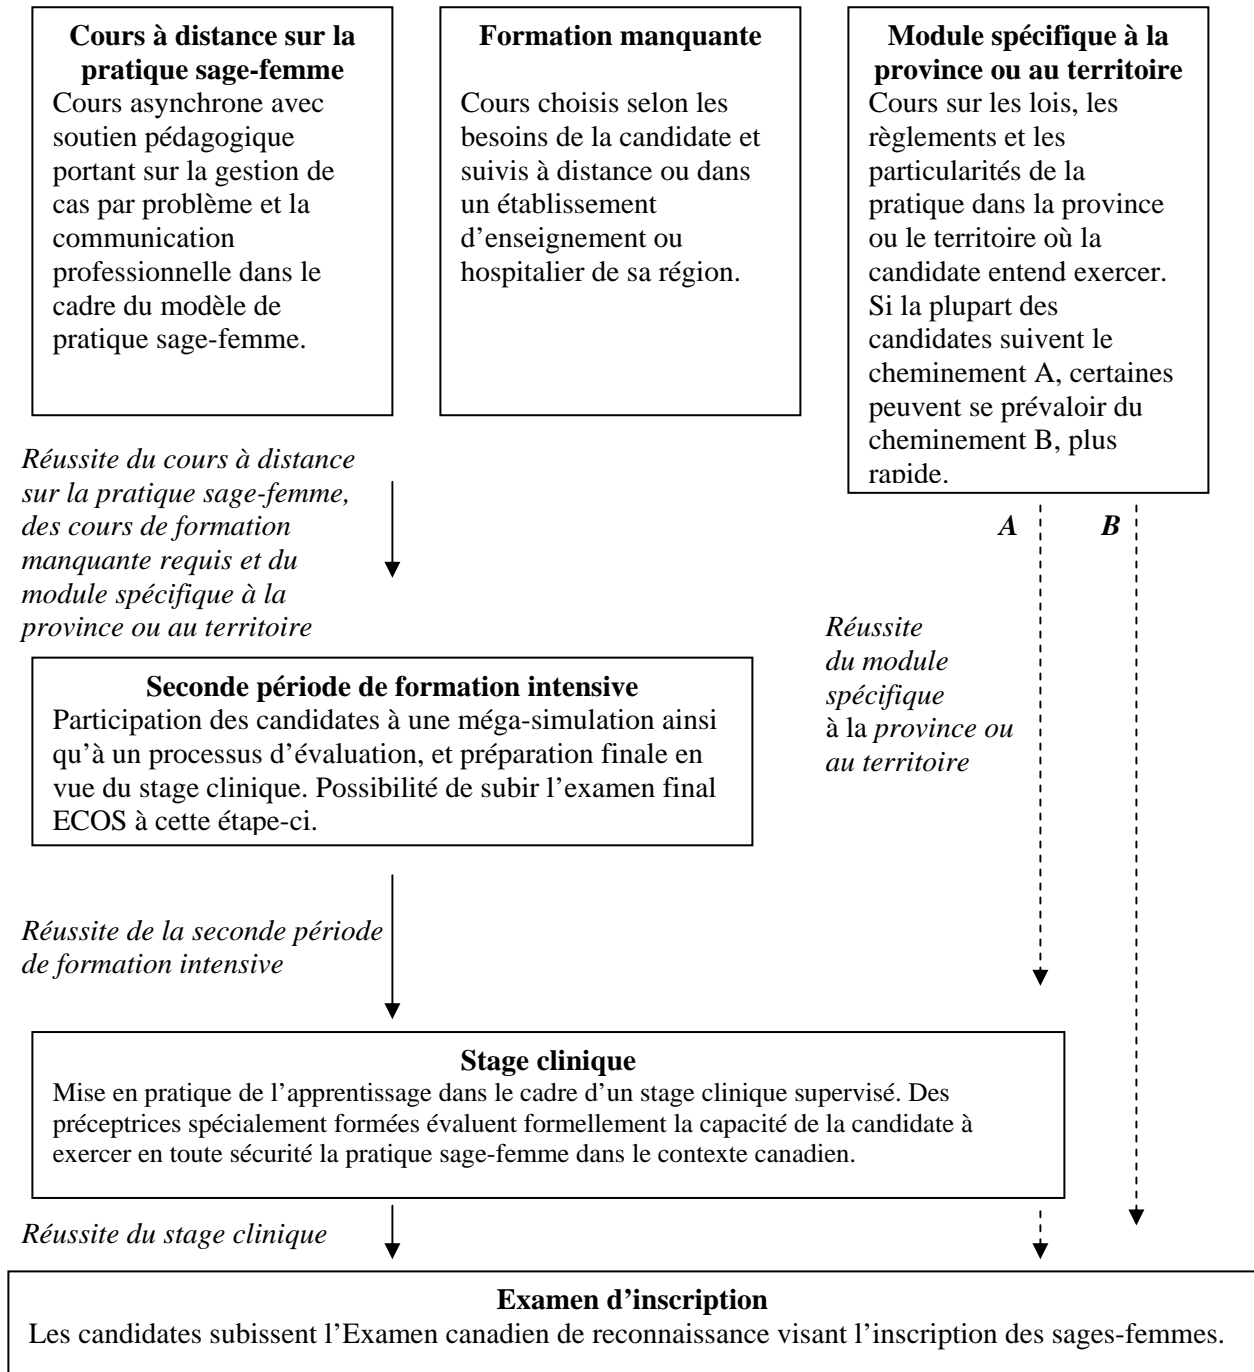 Cours à distance sur la
pratique sage-femme
Cours asynchrone avec
soutien pédagogique
portant sur la gestion de
cas par problème et la
communication
professionnelle dans le
cadre du modèle de
pratique sage-femme.
Formation manquante
Cours choisis selon les
besoins de la candidate et
suivis à distance ou dans
un établissement
d’enseignement ou
hospitalier de sa région.
Module spécifique à la
province ou au territoire
Cours sur les lois, les
règlements et les
particularités de la
pratique dans la province
ou le territoire où la
candidate entend exercer.
Si la plupart des
candidates suivent le
cheminement A, certaines
peuvent se prévaloir du
cheminement B, plus
rapide.
Réussite du cours à distance
sur la pratique sage-femme,
des cours de formation
manquante requis et du
module spécifique à la
province ou au territoire
A
B
Réussite
du module
spécifique
à la province ou
au territoire
Seconde période de formation intensive
Participation des candidates à une méga-simulation ainsi
qu’à un processus d’évaluation, et préparation finale en
vue du stage clinique. Possibilité de subir l’examen final
ECOS à cette étape-ci.
Réussite de la seconde période
de formation intensive
Stage clinique
Mise en pratique de l’apprentissage dans le cadre d’un stage clinique supervisé. Des
préceptrices spécialement formées évaluent formellement la capacité de la candidate à
exercer en toute sécurité la pratique sage-femme dans le contexte canadien.
Réussite du stage clinique
Examen d’inscription
Les candidates subissent l’Examen canadien de reconnaissance visant l’inscription des sages-femmes.